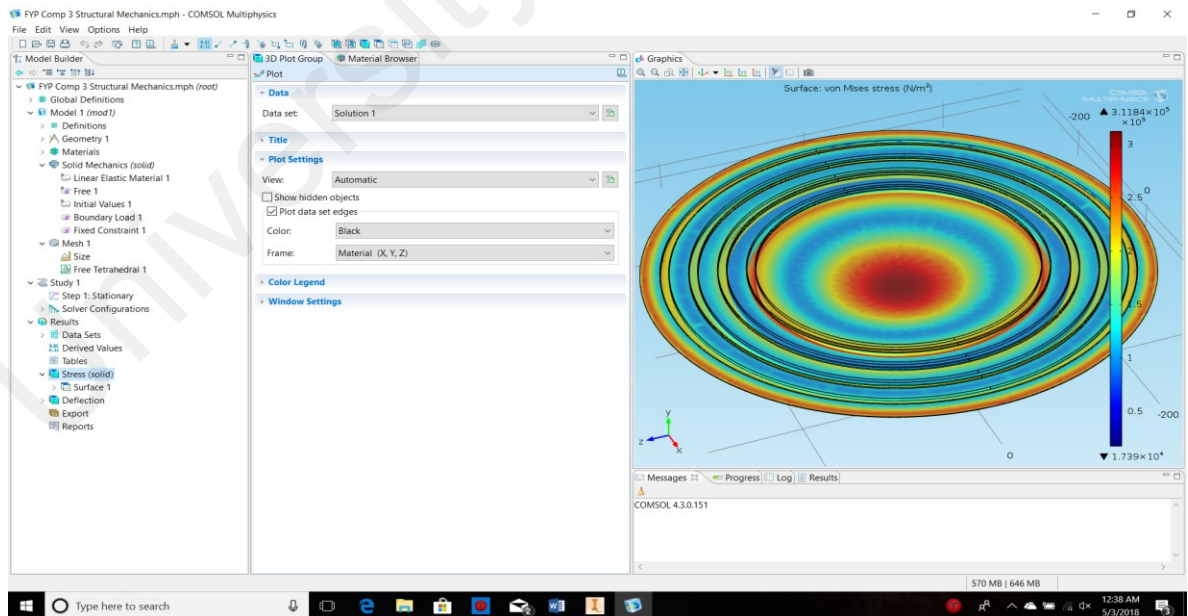 FYP Comp 3 Structural Mechanics.mph - COMSOL Multiphysics
File Edit View Options Help
Model Builder
FYP Comp 3 Structural Mechanics.mph (root)
Global Definitions
Model 1 (mod1)
Definitions
Geometry 1
Materials
Solid Mechanics (solid)
Linear Elastic Material 1
Free 1
Initial Values 1
Boundary Load 1
Fixed Constraint 1
Mesh 1
Size
Free Tetrahedral 1
Study 1
Step 1: Stationary
Solver Configurations
Results
Data Sets
Derived Values
Tables
Stress (solid)
Surface 1
Deflection
Export
Reports
3D Plot Group Material Browser
Plot
Data
Data set: Solution 1
Title
Plot Settings
View: Automatic
Show hidden objects
Plot data set edges
Color: Black
Frame: Material (X, Y, Z)
Color Legend
Window Settings
Graphics
Surface: von Mises stress (N/m²)
COMSOL
MULTIPHYSICS
-200 ▲ 3.1184×10⁵
×10⁵
3
2.5 0
2
1.5
1
0.5 -200
0 ▼ 1.739×10⁴
y
z
x
Messages Progress Log Results
COMSOL 4.3.0.151
570 MB | 646 MB
Type here to search
12:38 AM
5/3/2018
University